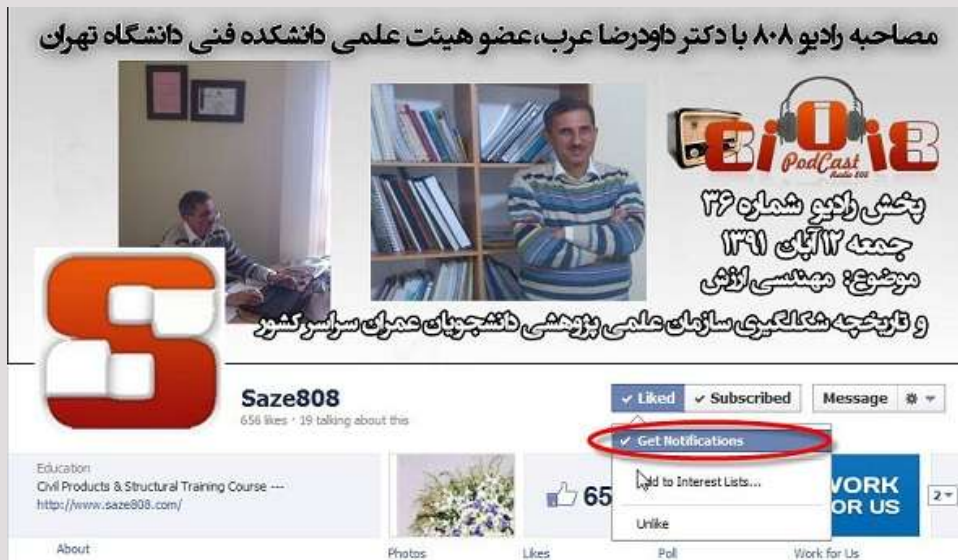 مصاحبه رادیو ۸۰۸ با دکتر داودرضا عرب،عضو هیئت علمی دانشکده فنی دانشگاه تهران
8i0i8
PodCast
Radio 808
پخش رادیو شماره ۳۶
جمعه ۱۲ آبان ۱۳۹۱
موضوع: مهندسی ارزش
و تاریخچه شکلگیری سازمان علمی پژوهشی دانشجویان عمران سراسر کشور
S
Saze808
656 likes · 19 talking about this
✓ Liked ✓ Subscribed Message
✓ Get Notifications
Add to Interest Lists...
Unlike
Education
Civil Products & Structural Training Course ---
http://www.saze808.com/
65
WORK
OR US
2
About Photos Likes Poll Work for Us